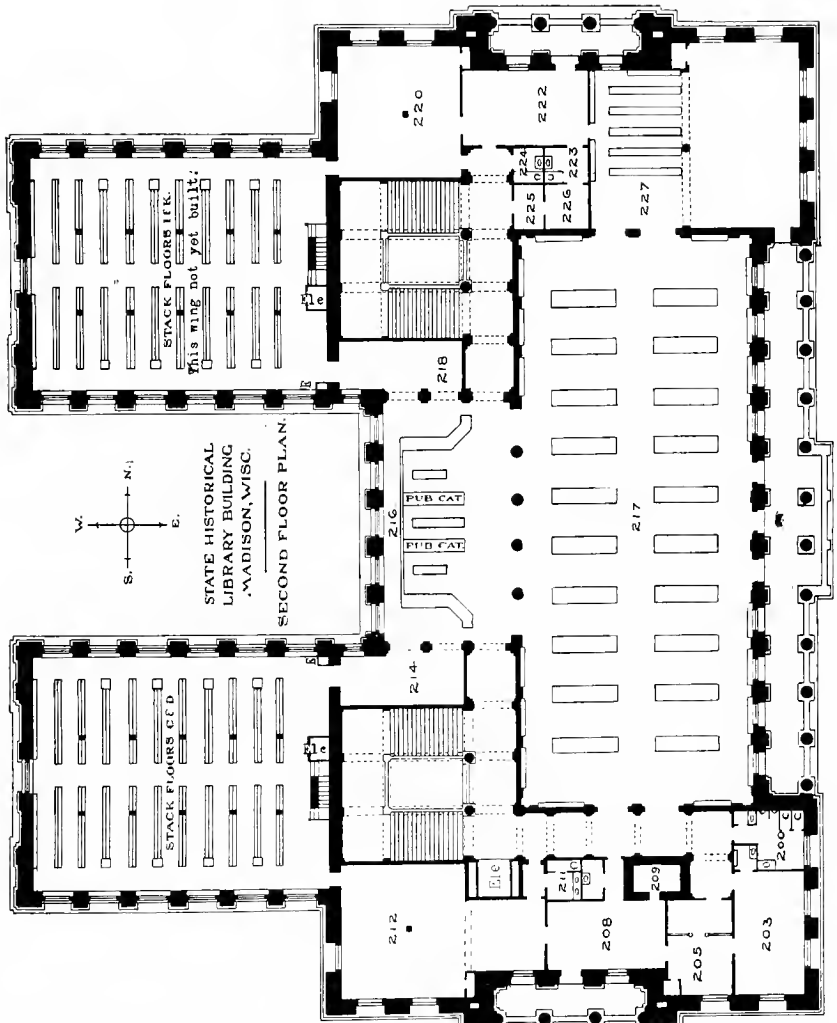 STATE HISTORICAL
LIBRARY BUILDING
MADISON, WISC.
SECOND FLOOR PLAN.
W.
N.
S.
E.
220
222
224
223
225
226
227
STACK FLOORS I & K.
This wing not yet built.
Ele
E
218
216
PUB CAT
PUB CAT
217
214
STACK FLOORS C & D
E
Ele
Ele
212
211
209
208
205
203
200